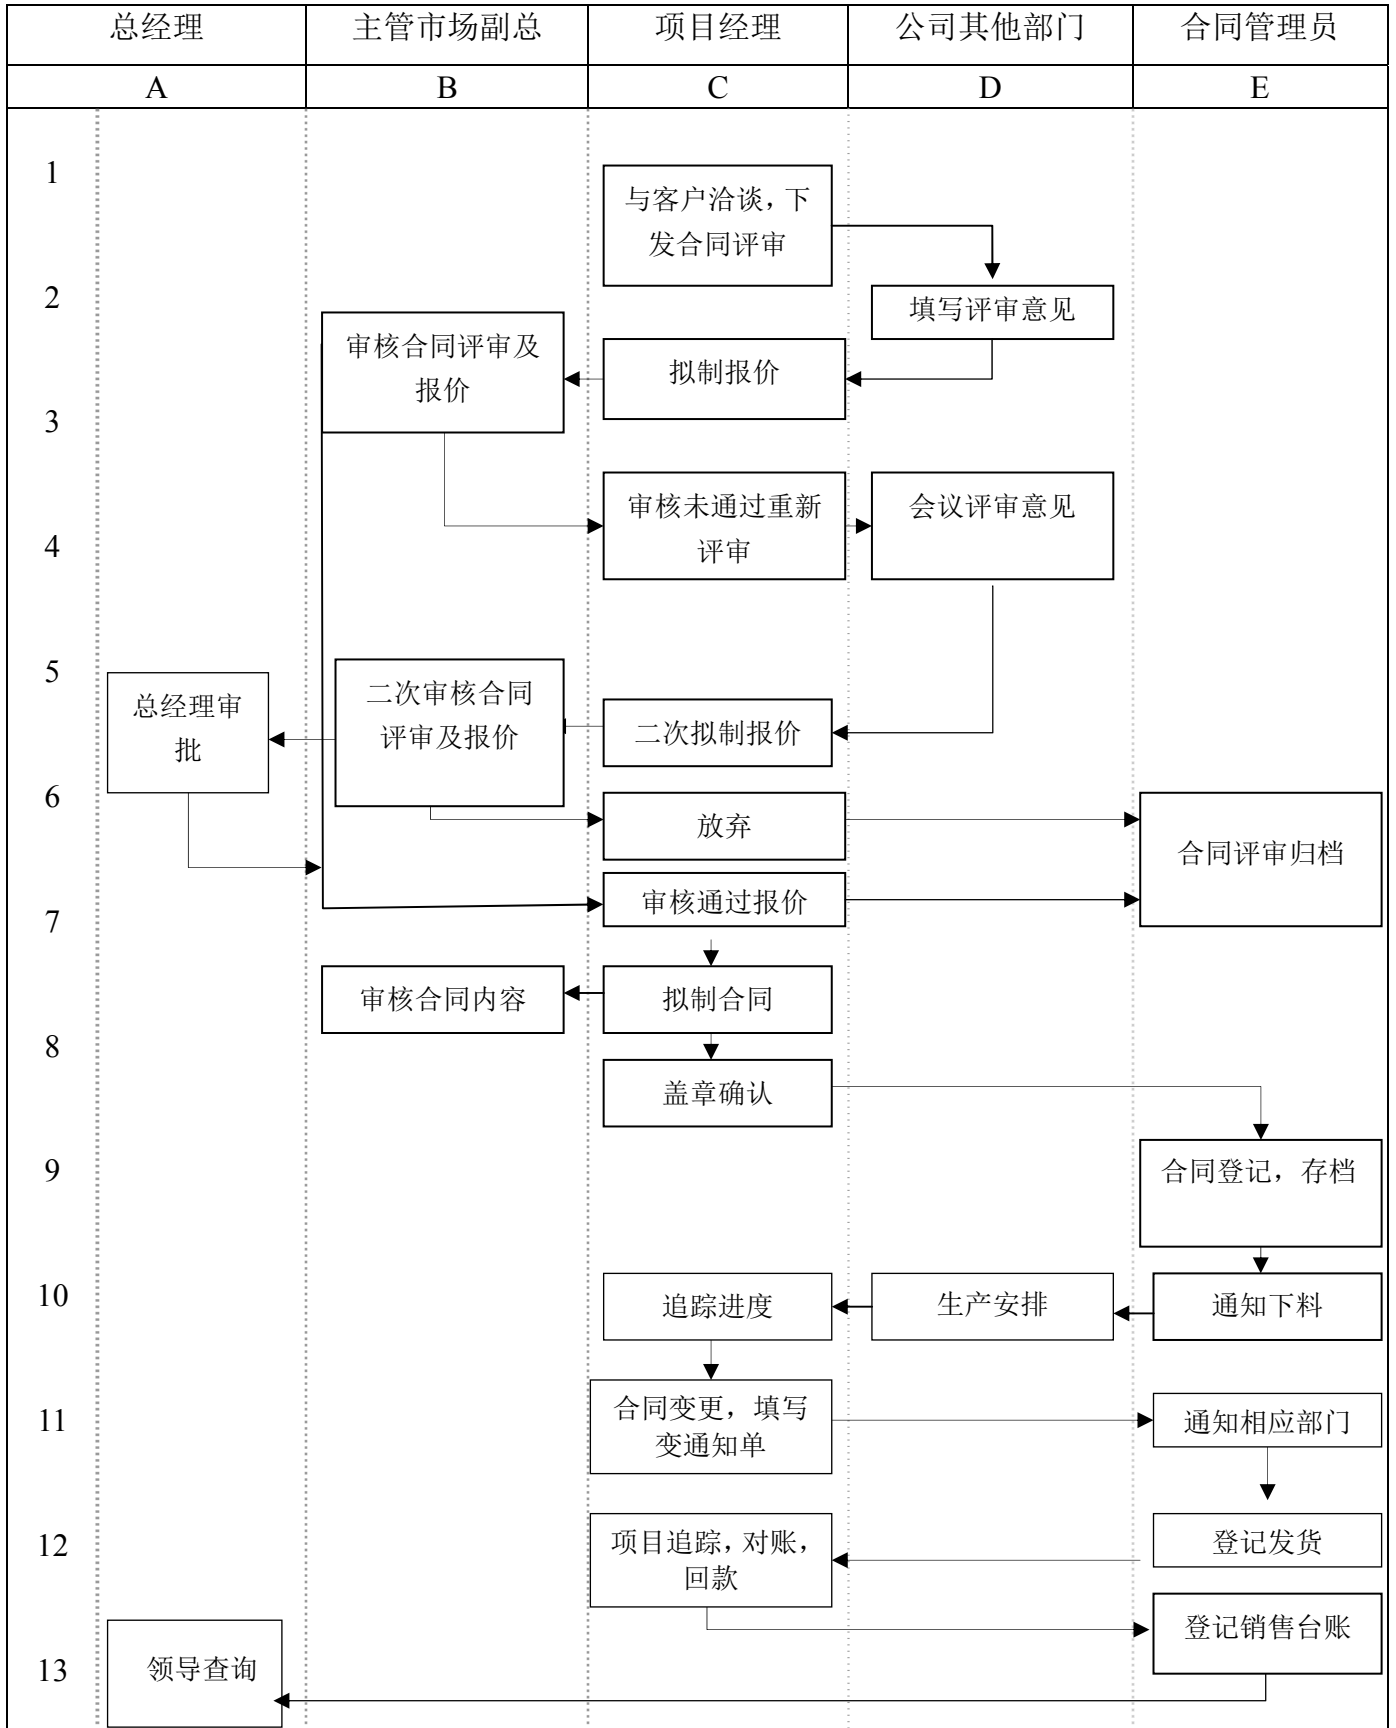 总经理
主管市场副总
项目经理
公司其他部门
合同管理员
A
B
C
D
E
1
与客户洽谈，下
发合同评审
2
填写评审意见
审核合同评审及
报价
拟制报价
3
审核未通过重新
评审
会议评审意见
4
5
总经理审
批
二次审核合同
评审及报价
二次拟制报价
6
放弃
合同评审归档
审核通过报价
7
审核合同内容
拟制合同
8
盖章确认
9
合同登记，存档
10
追踪进度
生产安排
通知下料
11
合同变更，填写
变通知单
通知相应部门
12
项目追踪，对账，
回款
登记发货
登记销售台账
13
领导查询